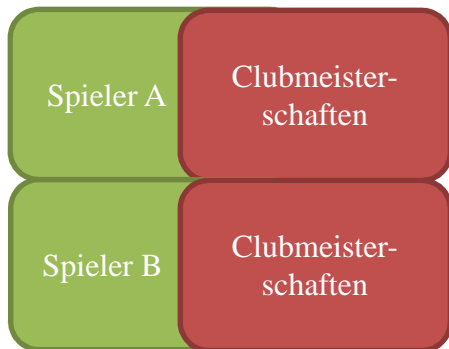 Spieler A
Clubmeister-
schaften
Spieler B
Clubmeister-
schaften